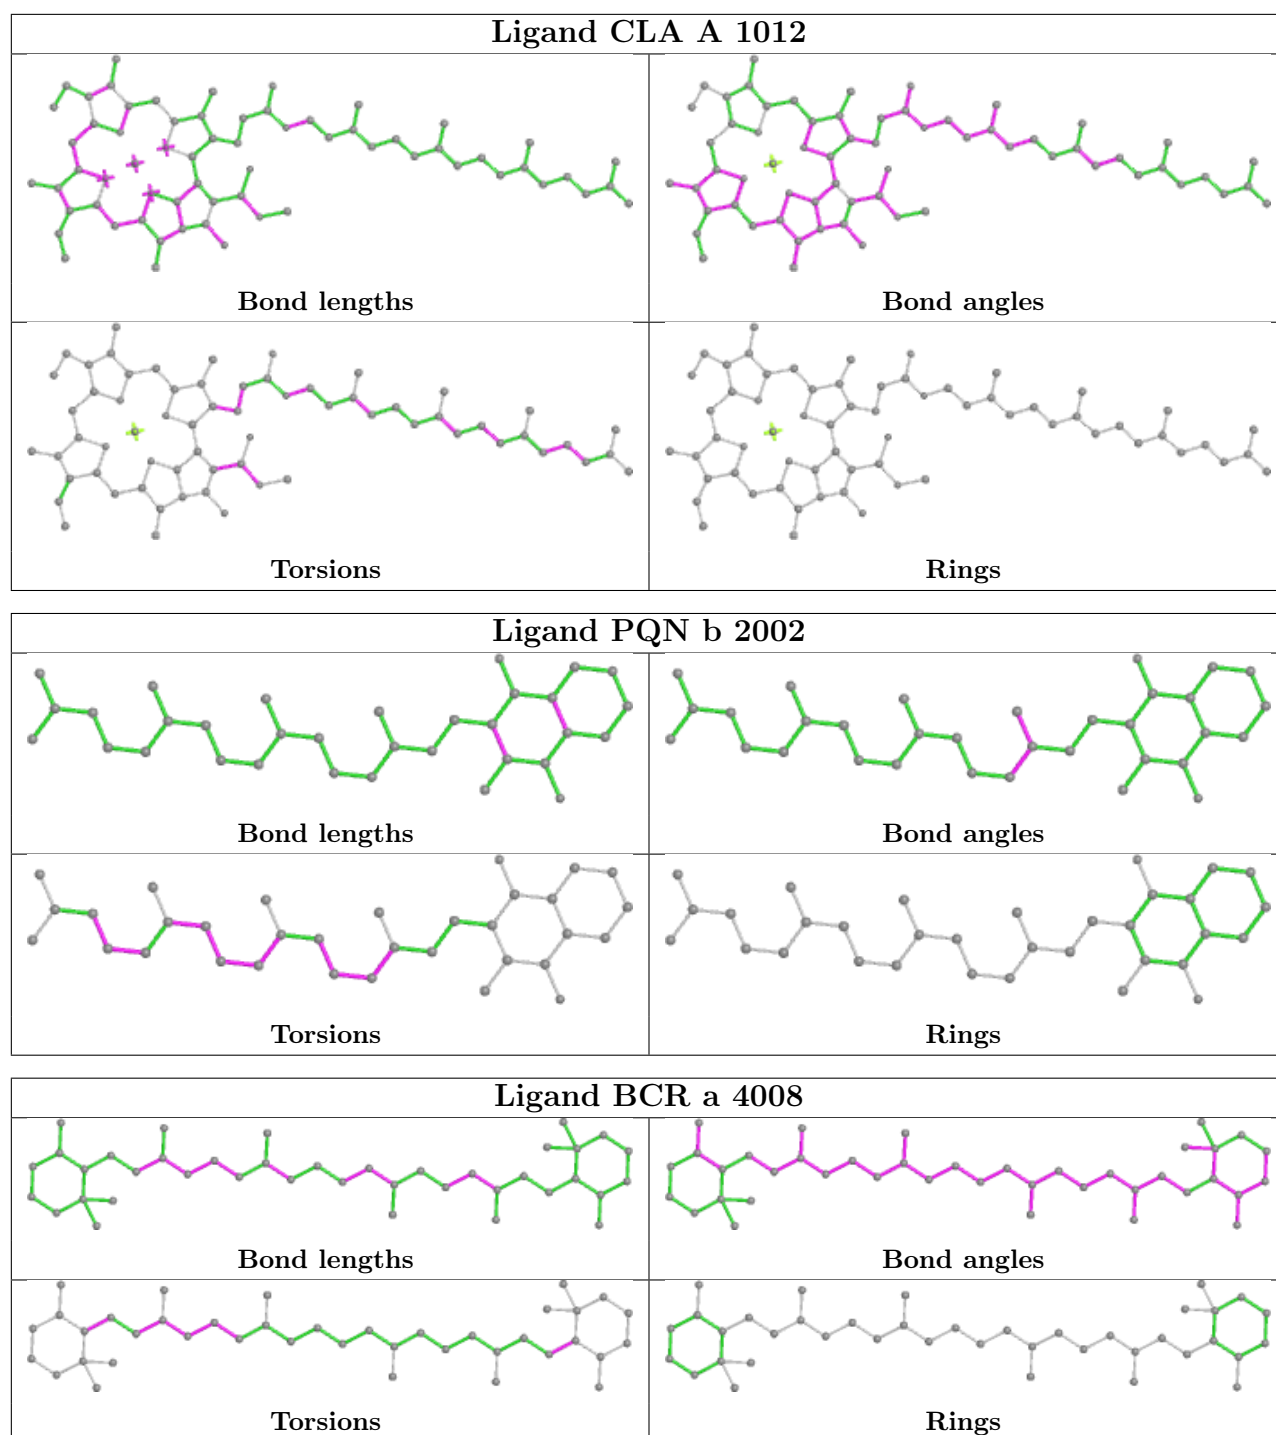 Ligand CLA A 1012
Bond lengths
Bond angles
Torsions
Rings
Ligand PQN b 2002
Bond lengths
Bond angles
Torsions
Rings
Ligand BCR a 4008
Bond lengths
Bond angles
Torsions
Rings